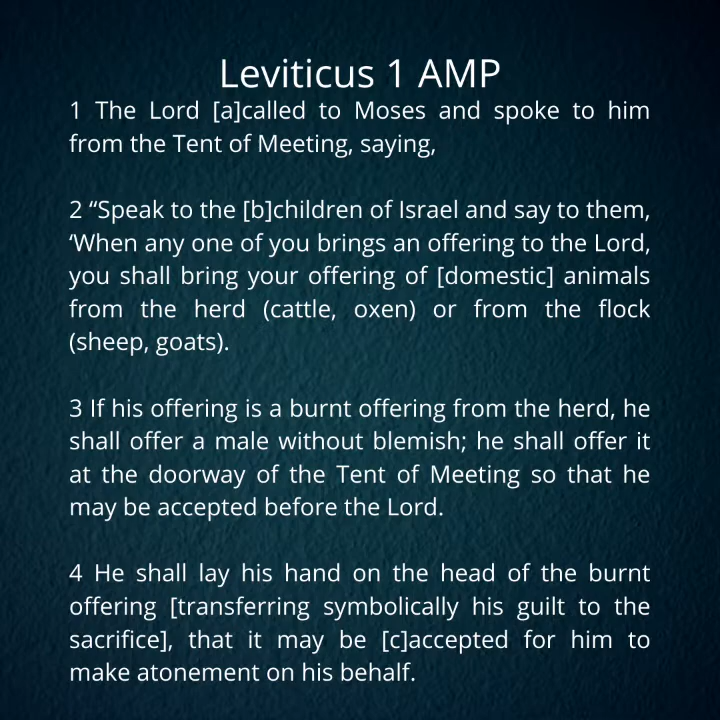 Leviticus 1 AMP
1 The Lord [a]called to Moses and spoke to him
from the Tent of Meeting, saying,
2 “Speak to the [b]children of Israel and say to them,
‘When any one of you brings an offering to the Lord,
you shall bring your offering of [domestic] animals
from the herd (cattle, oxen) or from the flock
(sheep, goats).
3 If his offering is a burnt offering from the herd, he
shall offer a male without blemish; he shall offer it
at the doorway of the Tent of Meeting so that he
may be accepted before the Lord.
4 He shall lay his hand on the head of the burnt
offering [transferring symbolically his guilt to the
sacrifice], that it may be [c]accepted for him to
make atonement on his behalf.